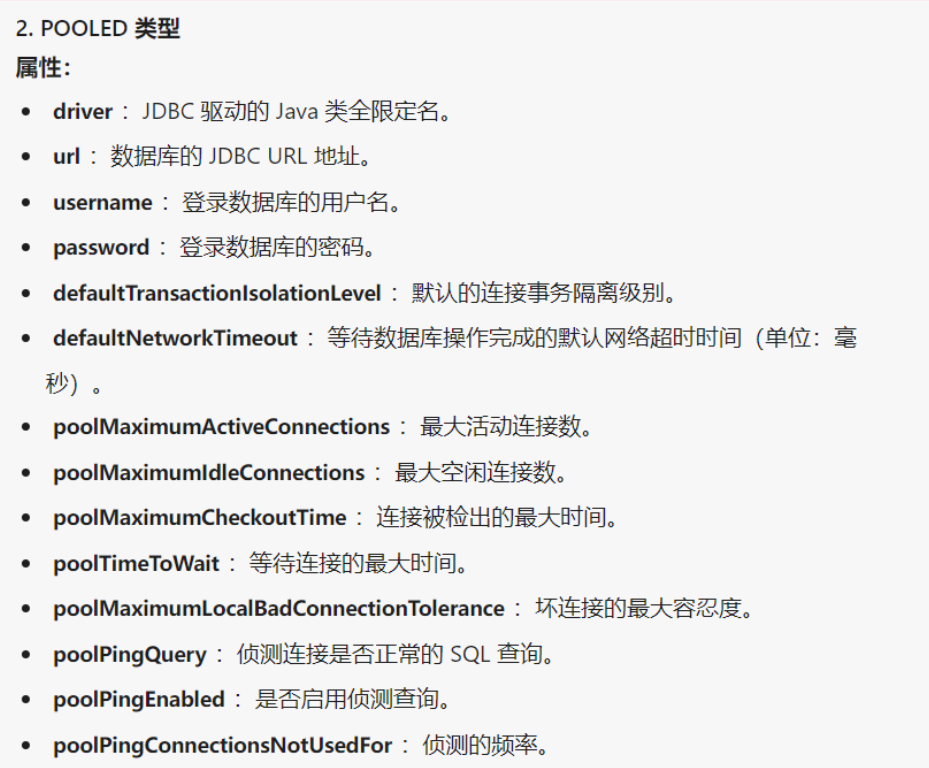 2. POOLED 类型
属性：
• driver ： JDBC 驱动的 Java 类全限定名。
• url ： 数据库的 JDBC URL 地址。
• username ： 登录数据库的用户名。
• password ： 登录数据库的密码。
• defaultTransactionIsolationLevel ： 默认的连接事务隔离级别。
• defaultNetworkTimeout ： 等待数据库操作完成的默认网络超时时间（单位：毫
秒）。
• poolMaximumActiveConnections ： 最大活动连接数。
• poolMaximumIdleConnections ： 最大空闲连接数。
• poolMaximumCheckoutTime ： 连接被检出的最大时间。
• poolTimeToWait ： 等待连接的最大时间。
• poolMaximumLocalBadConnectionTolerance ： 坏连接的最大容忍度。
• poolPingQuery ： 侦测连接是否正常的 SQL 查询。
• poolPingEnabled ： 是否启用侦测查询。
• poolPingConnectionsNotUsedFor ： 侦测的频率。